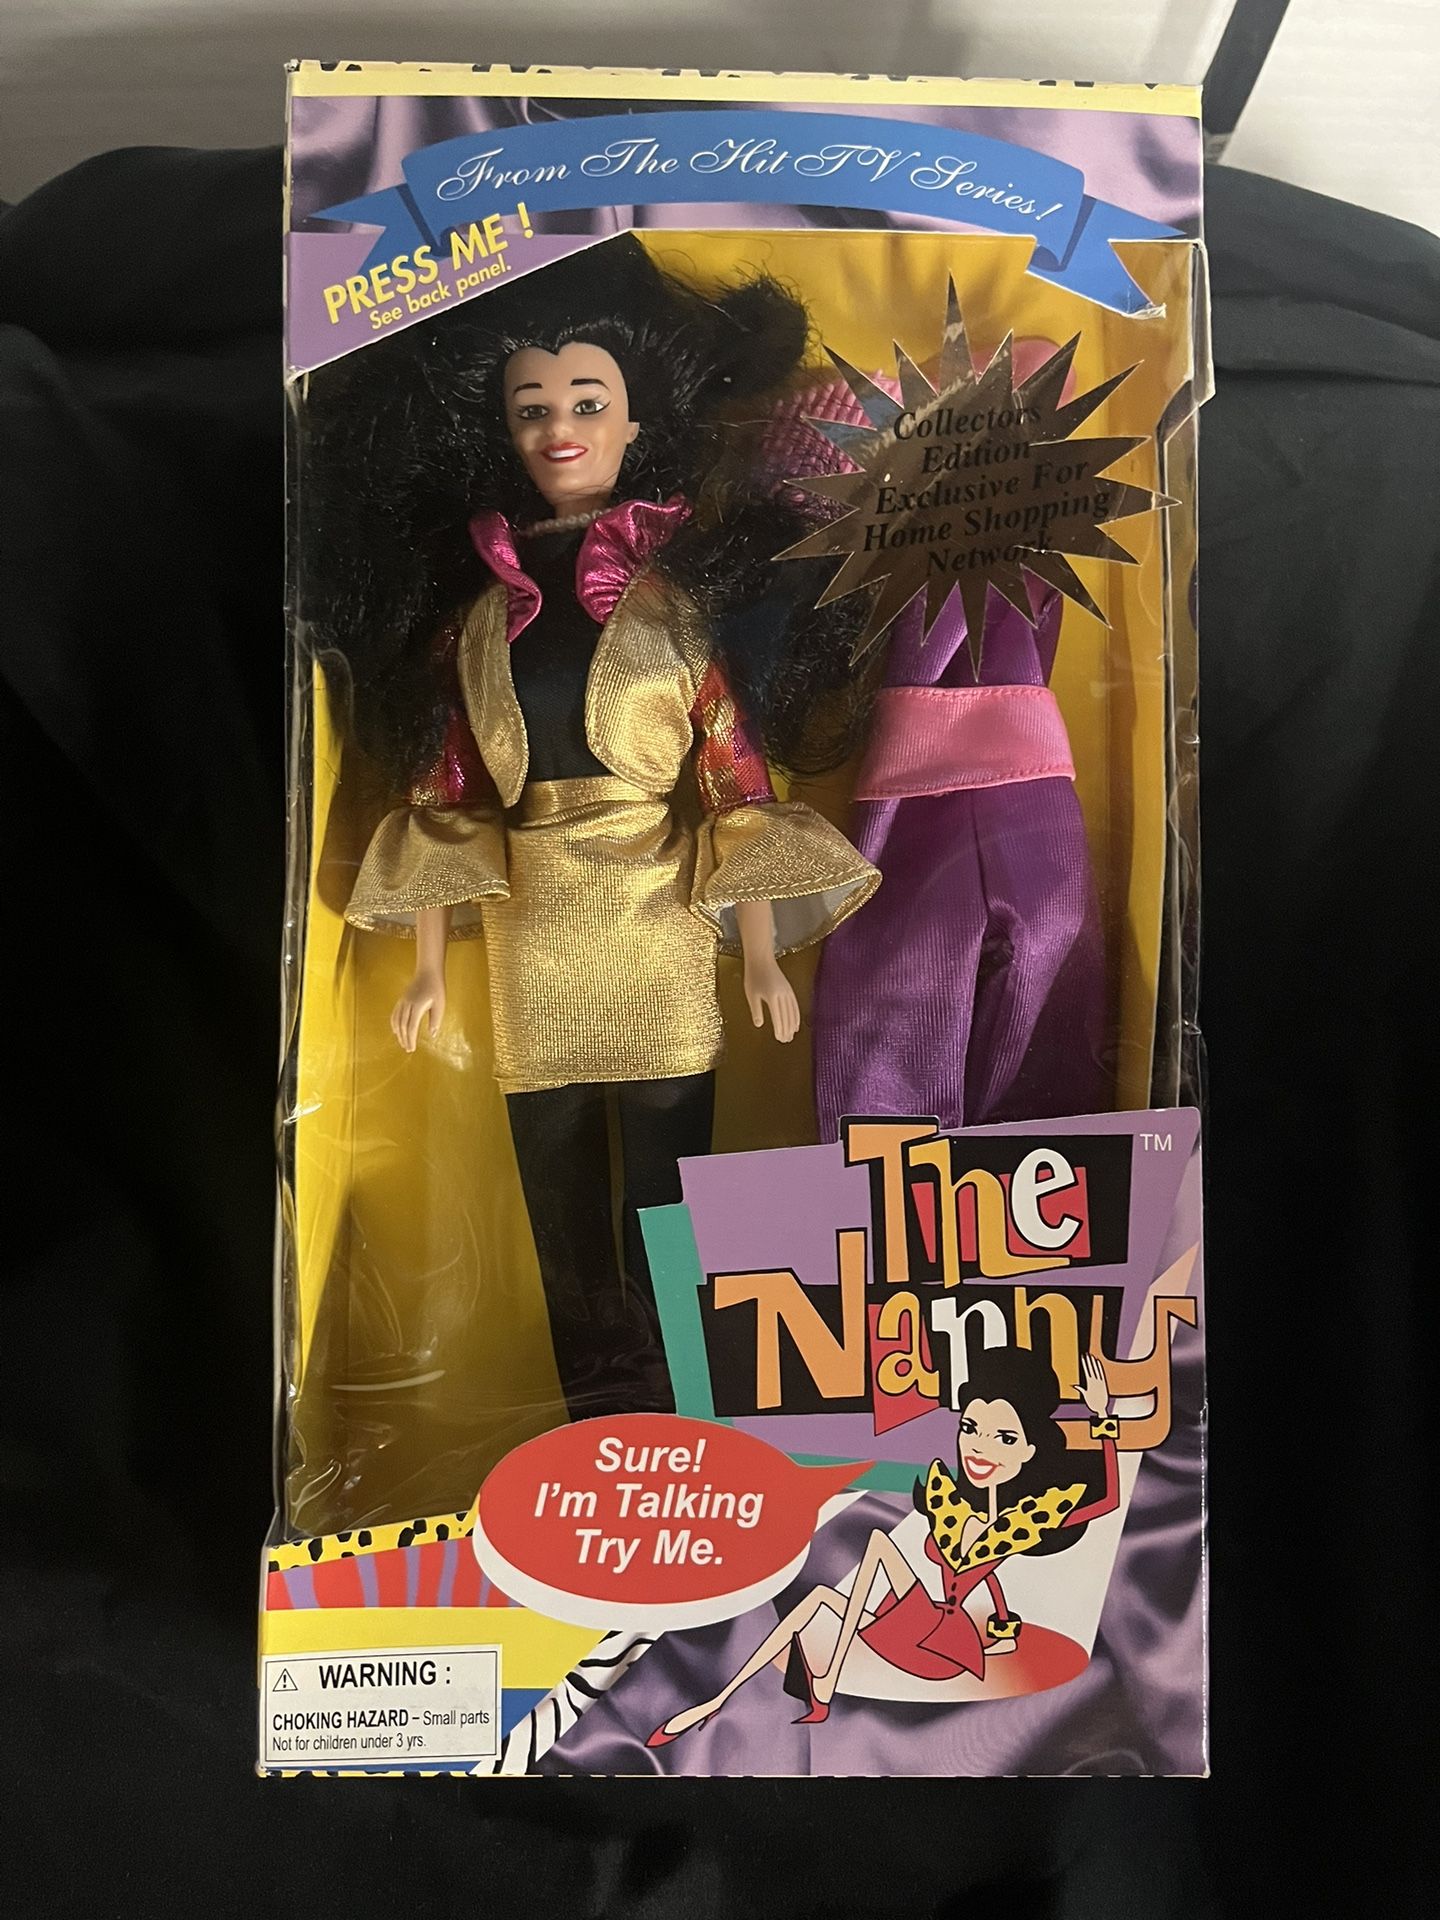 From The Hit TV Series!
PRESS ME!
See back panel.
Collectors
Edition
Exclusive For
Home Shopping
Network
The
Nanny
TM
Sure!
I'm Talking
Try Me.
⚠ WARNING :
CHOKING HAZARD – Small parts
Not for children under 3 yrs.